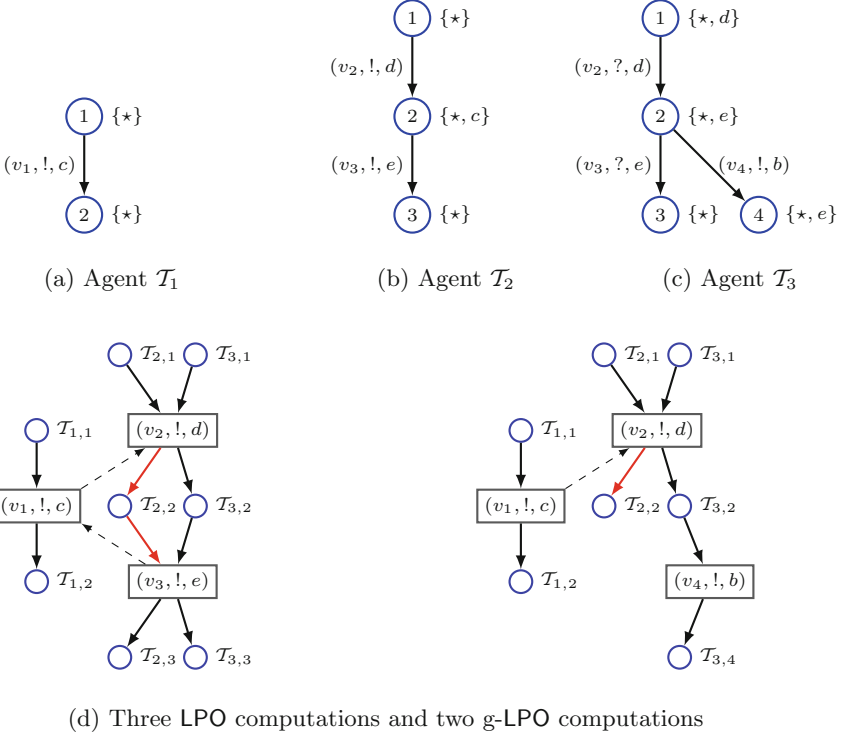 1 {⋆} 1 {⋆, d}
(v₂, !, d) (v₂, ?, d)
1 {⋆} 2 {⋆, c} 2 {⋆, e}
(v₁, !, c) (v₃, !, e) (v₃, ?, e) (v₄, !, b)
2 {⋆} 3 {⋆} 3 {⋆} 4 {⋆, e}
(a) Agent 𝒯₁ (b) Agent 𝒯₂ (c) Agent 𝒯₃
𝒯₂,₁ 𝒯₃,₁ 𝒯₂,₁ 𝒯₃,₁
𝒯₁,₁ (v₂, !, d) 𝒯₁,₁ (v₂, !, d)
(v₁, !, c) 𝒯₂,₂ 𝒯₃,₂ (v₁, !, c) 𝒯₂,₂ 𝒯₃,₂
𝒯₁,₂ (v₃, !, e) 𝒯₁,₂ (v₄, !, b)
𝒯₂,₃ 𝒯₃,₃ 𝒯₃,₄
(d) Three LPO computations and two g-LPO computations